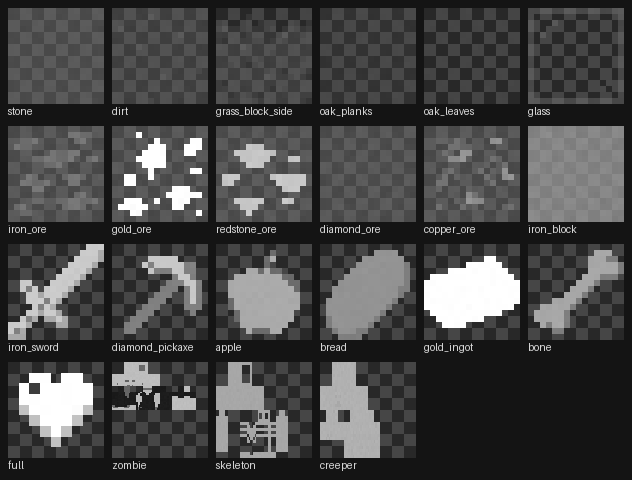 stone dirt grass_block_side oak_planks oak_leaves glass
iron_ore gold_ore redstone_ore diamond_ore copper_ore iron_block
iron_sword diamond_pickaxe apple bread gold_ingot bone
full zombie skeleton creeper